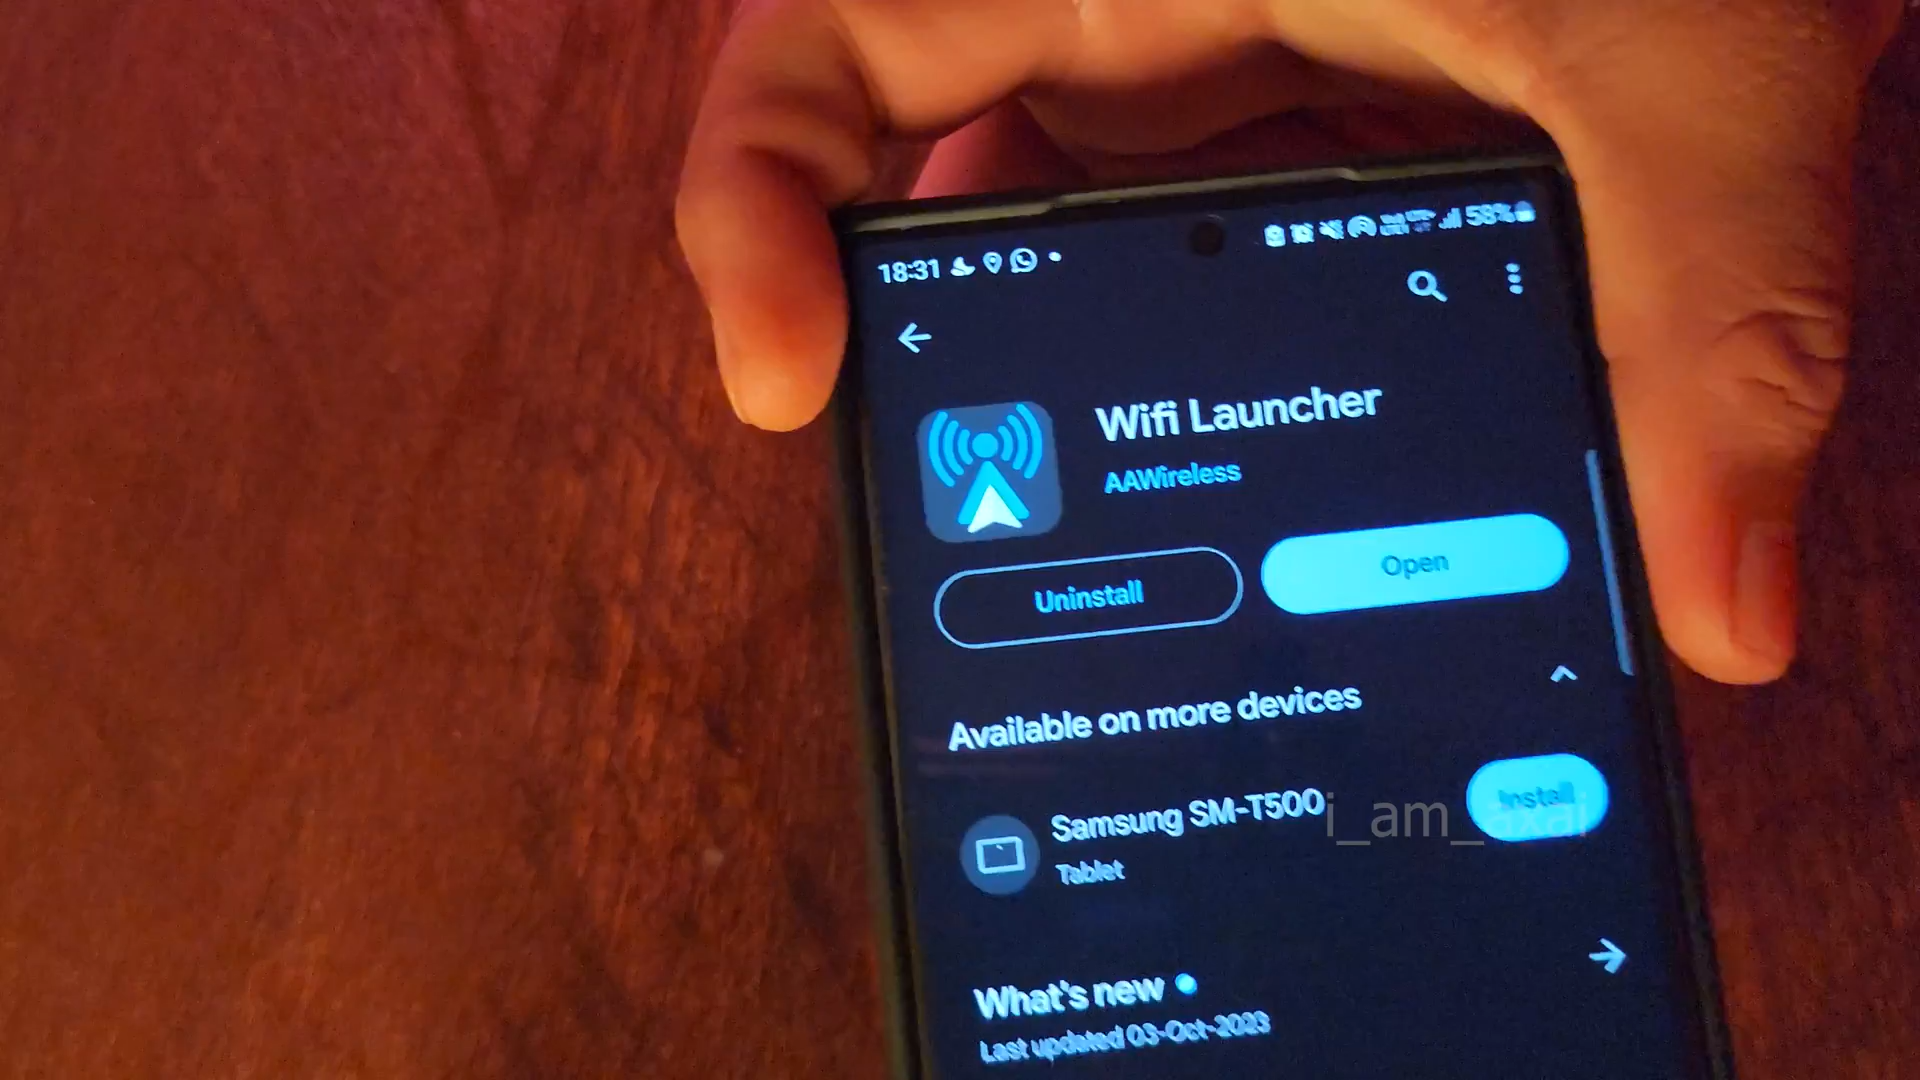 18:31
58%
Wifi Launcher
AAWireless
Uninstall
Open
Available on more devices
Samsung SM-T500
Install
Tablet
i_am_axai
What's new
Last updated 03-Oct-2023